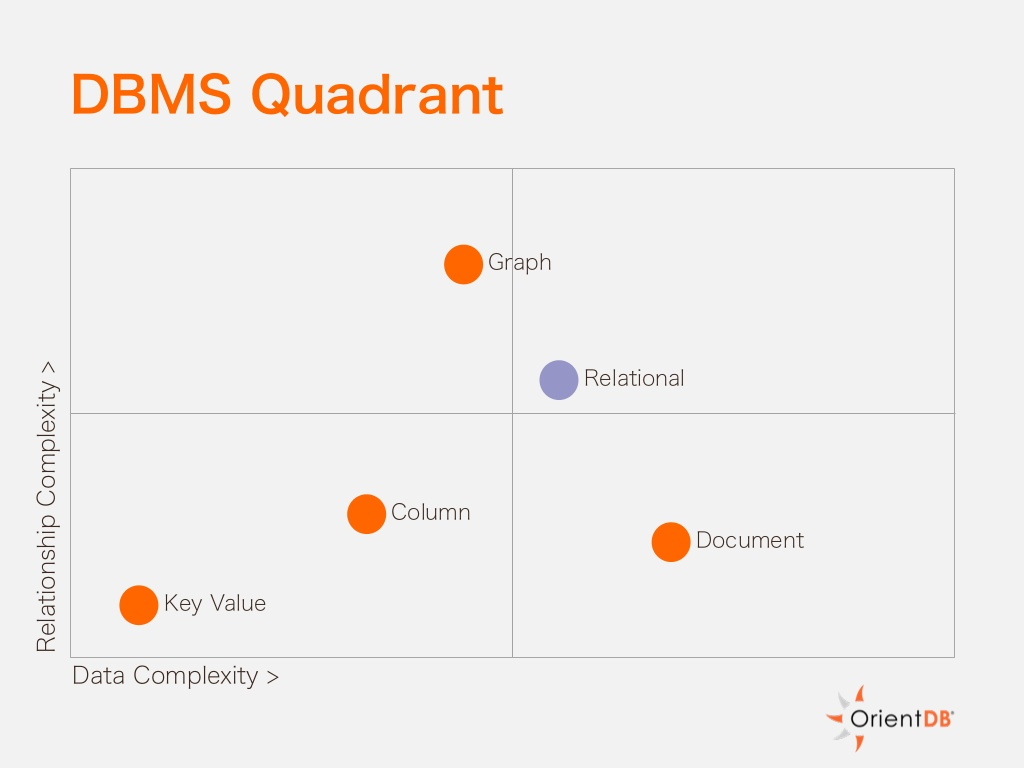 DBMS Quadrant
Graph
Relational
Relationship Complexity >
Column
Document
Key Value
Data Complexity >
OrientDB